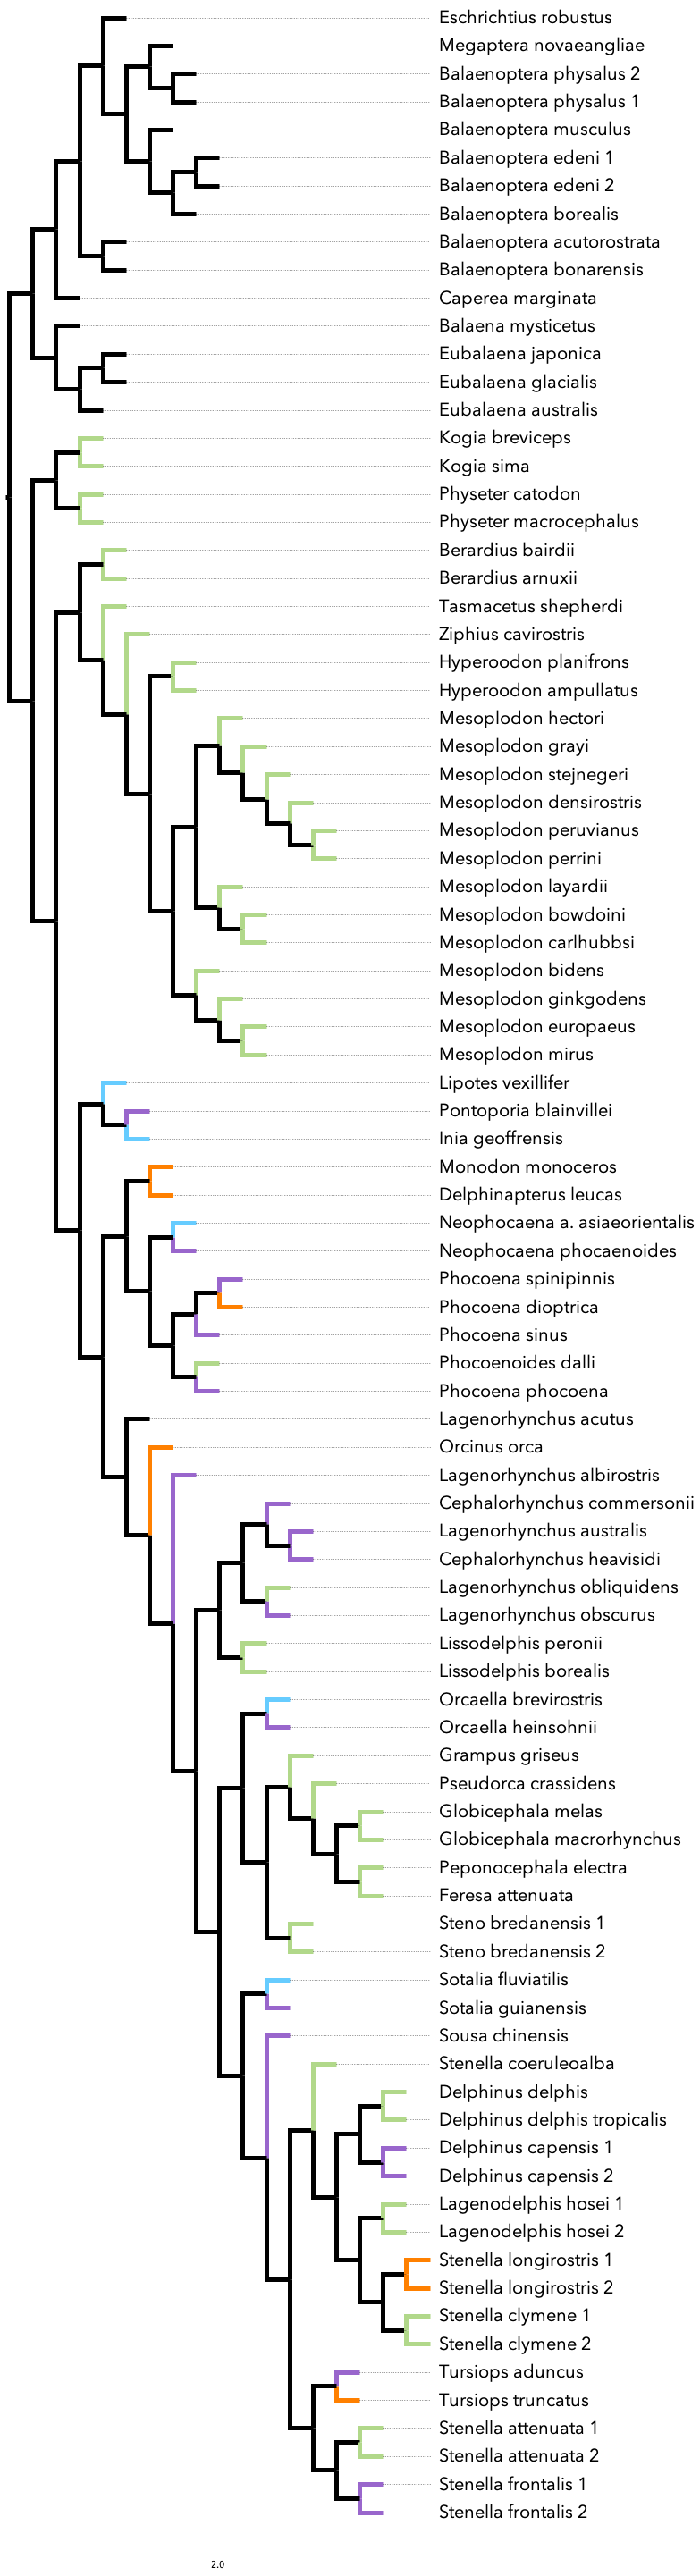 Eschrichtius robustus
Megaptera novaeangliae
Balaenoptera physalus 2
Balaenoptera physalus 1
Balaenoptera musculus
Balaenoptera edeni 1
Balaenoptera edeni 2
Balaenoptera borealis
Balaenoptera acutorostrata
Balaenoptera bonarensis
Caperea marginata
Balaena mysticetus
Eubalaena japonica
Eubalaena glacialis
Eubalaena australis
Kogia breviceps
Kogia sima
Physeter catodon
Physeter macrocephalus
Berardius bairdii
Berardius arnuxii
Tasmacetus shepherdi
Ziphius cavirostris
Hyperoodon planifrons
Hyperoodon ampullatus
Mesoplodon hectori
Mesoplodon grayi
Mesoplodon stejnegeri
Mesoplodon densirostris
Mesoplodon peruvianus
Mesoplodon perrini
Mesoplodon layardii
Mesoplodon bowdoini
Mesoplodon carlhubbsi
Mesoplodon bidens
Mesoplodon ginkgodens
Mesoplodon europaeus
Mesoplodon mirus
Lipotes vexillifer
Pontoporia blainvillei
Inia geoffrensis
Monodon monoceros
Delphinapterus leucas
Neophocaena a. asiaeorientalis
Neophocaena phocaenoides
Phocoena spinipinnis
Phocoena dioptrica
Phocoena sinus
Phocoenoides dalli
Phocoena phocoena
Lagenorhynchus acutus
Orcinus orca
Lagenorhynchus albirostris
Cephalorhynchus commersonii
Lagenorhynchus australis
Cephalorhynchus heavisidi
Lagenorhynchus obliquidens
Lagenorhynchus obscurus
Lissodelphis peronii
Lissodelphis borealis
Orcaella brevirostris
Orcaella heinsohnii
Grampus griseus
Pseudorca crassidens
Globicephala melas
Globicephala macrorhynchus
Peponocephala electra
Feresa attenuata
Steno bredanensis 1
Steno bredanensis 2
Sotalia fluviatilis
Sotalia guianensis
Sousa chinensis
Stenella coeruleoalba
Delphinus delphis
Delphinus delphis tropicalis
Delphinus capensis 1
Delphinus capensis 2
Lagenodelphis hosei 1
Lagenodelphis hosei 2
Stenella longirostris 1
Stenella longirostris 2
Stenella clymene 1
Stenella clymene 2
Tursiops aduncus
Tursiops truncatus
Stenella attenuata 1
Stenella attenuata 2
Stenella frontalis 1
Stenella frontalis 2
2.0